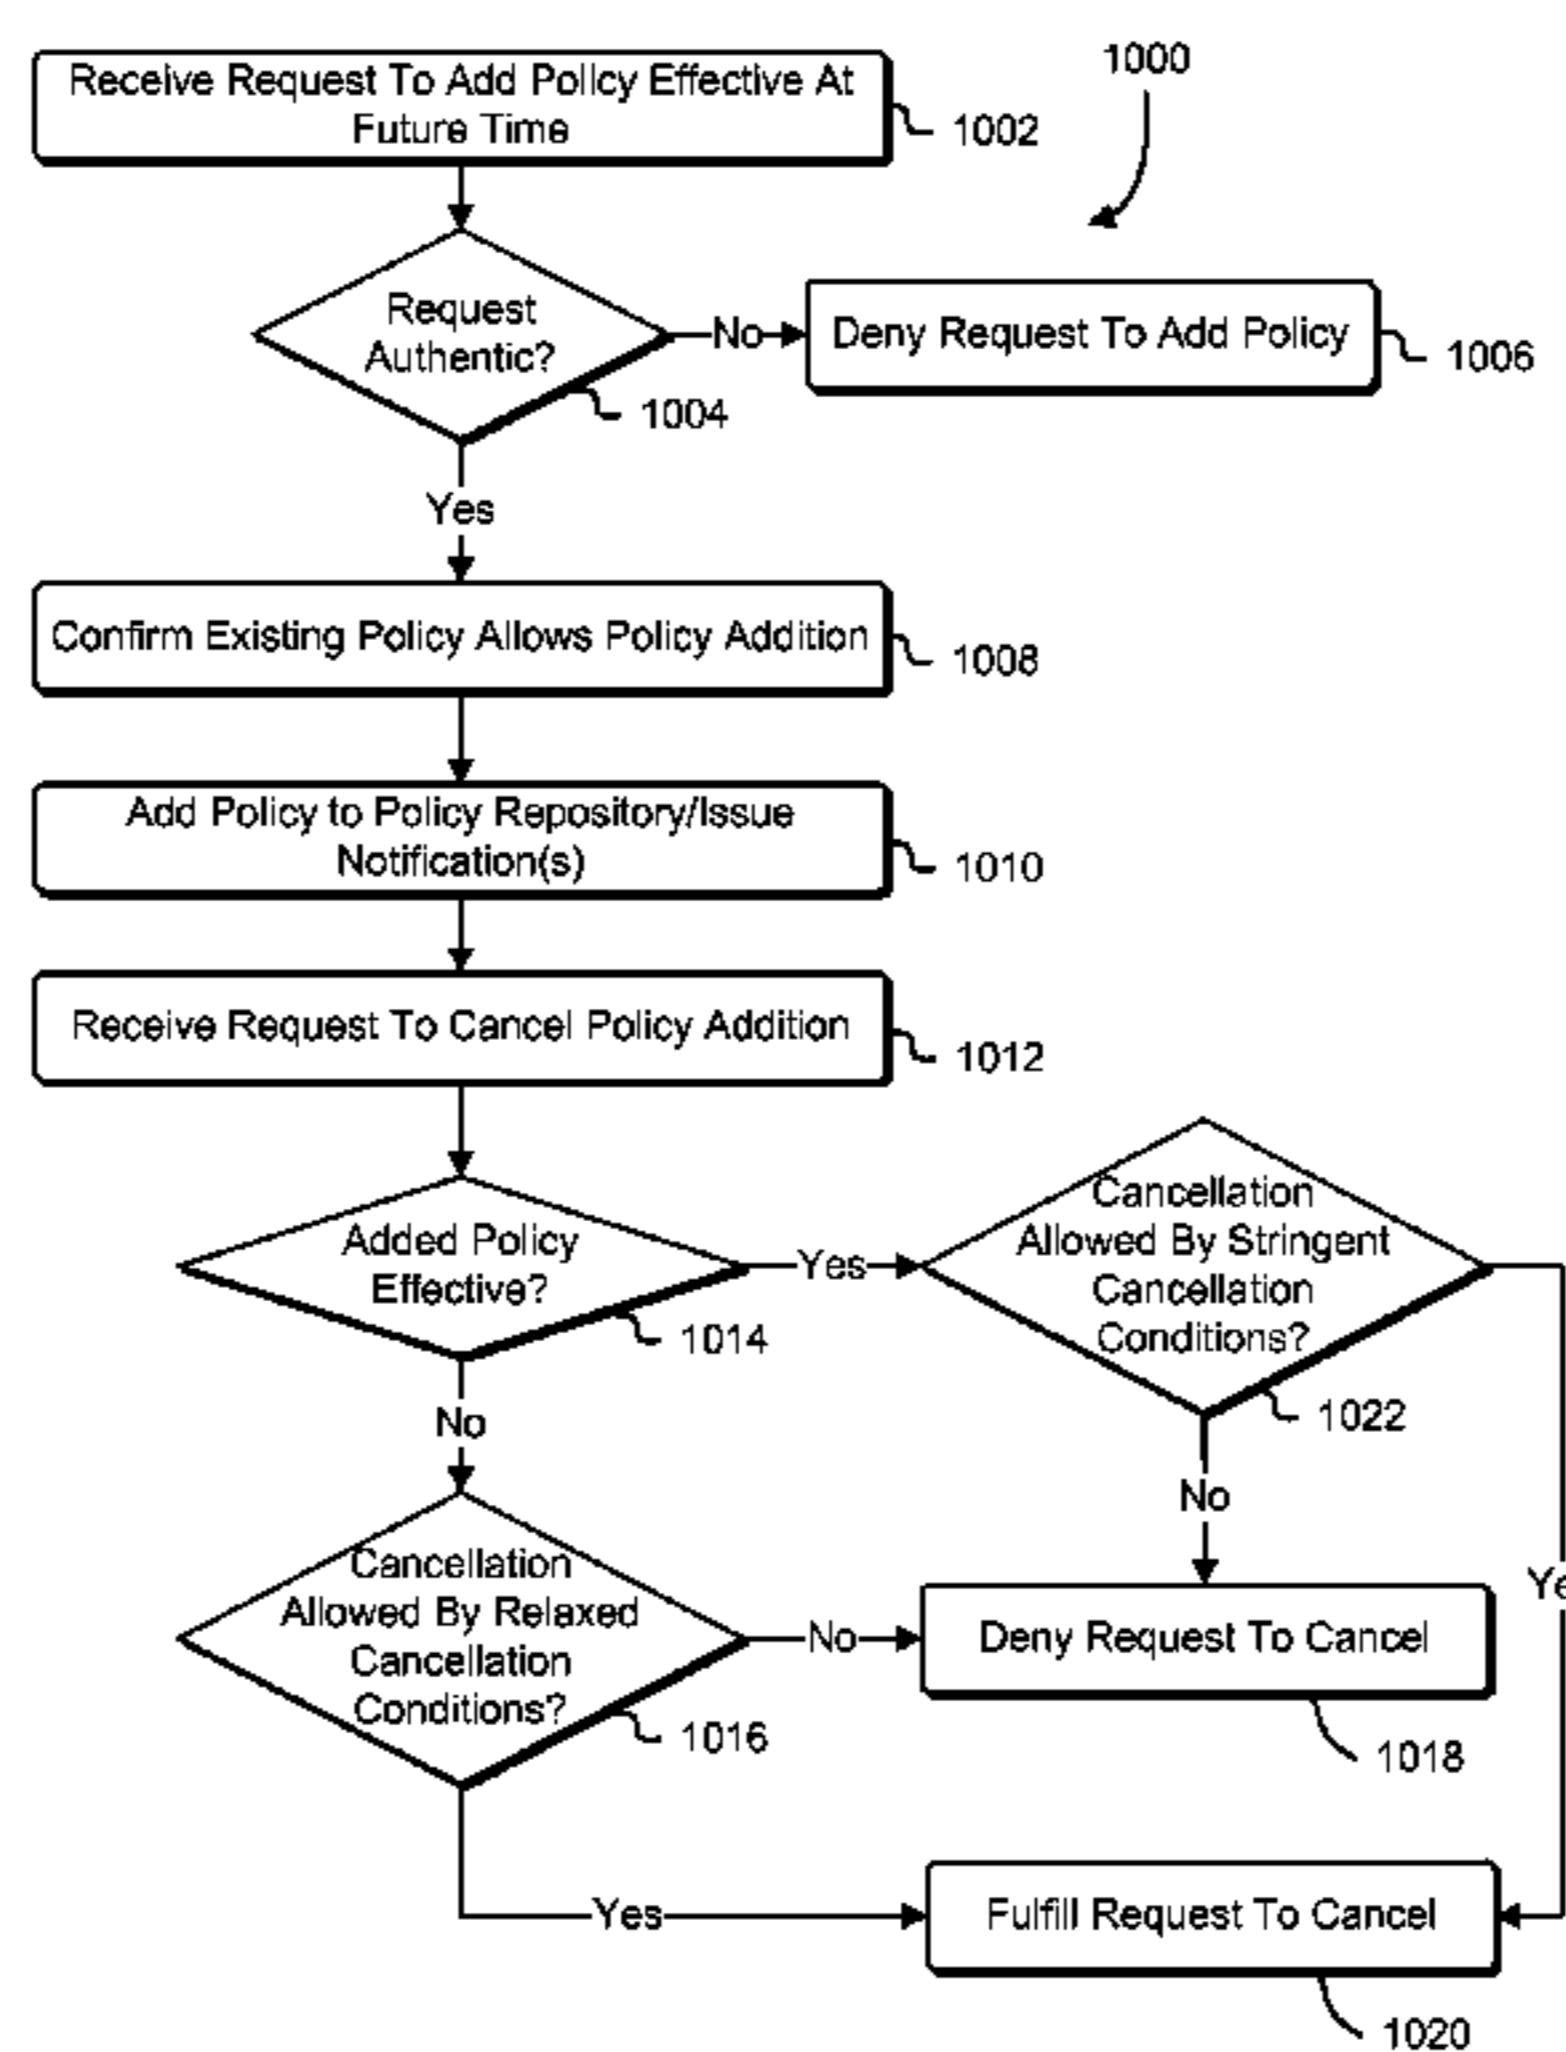 1000
Receive Request To Add Policy Effective At
Future Time
1002
Request
Authentic?
1004
No
Deny Request To Add Policy
1006
Yes
Confirm Existing Policy Allows Policy Addition
1008
Add Policy to Policy Repository/Issue
Notification(s)
1010
Receive Request To Cancel Policy Addition
1012
Added Policy
Effective?
1014
Yes
Cancellation
Allowed By Stringent
Cancellation
Conditions?
1022
No
No
Ye
Cancellation
Allowed By Relaxed
Cancellation
Conditions?
1016
No
Deny Request To Cancel
1018
Yes
Fulfill Request To Cancel
1020